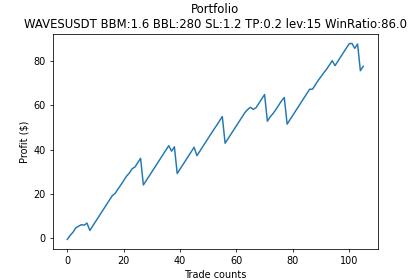 Portfolio
WAVESUSDT BBM:1.6 BBL:280 SL:1.2 TP:0.2 lev:15 WinRatio:86.0
80
60
40
20
0
Profit ($)
0 20 40 60 80 100
Trade counts